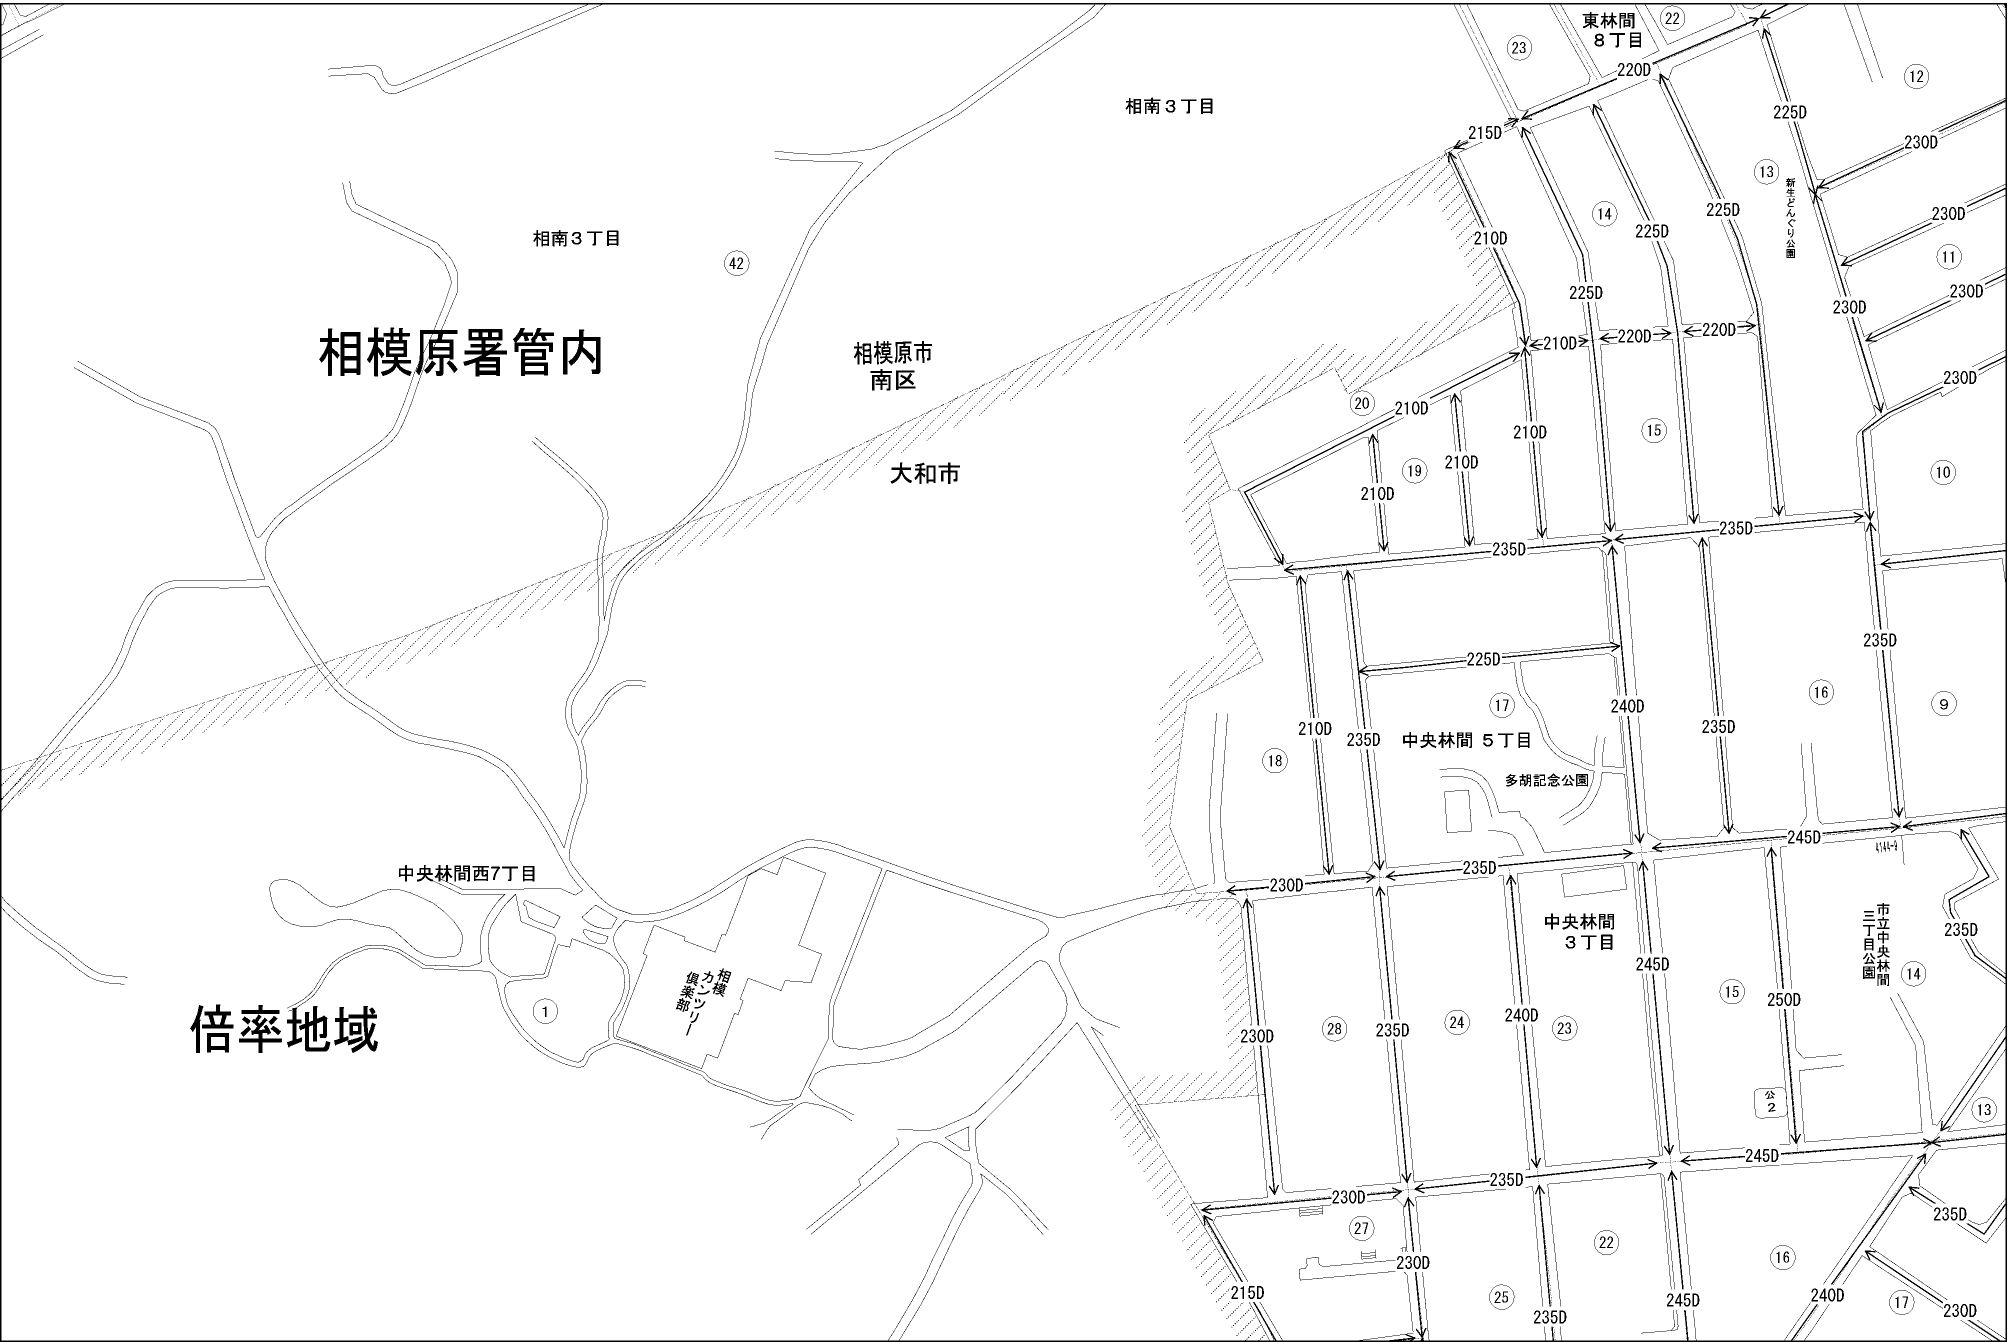 東林間
８丁目
22
23
12
220D
相南３丁目
215D
225D
230D
13
新生どんぐり公園
14
225D
225D
230D
相南３丁目
42
210D
11
225D
230D
230D
相模原署管内
相模原市
南区
210D
220D
220D
230D
20
210D
15
210D
大和市
19
210D
210D
10
235D
235D
235D
225D
16
9
17
240D
210D
235D
235D
中央林間 ５丁目
18
多胡記念公園
245D
4144-9
235D
中央林間西7丁目
230D
中央林間
３丁目
市立中央林間
三丁目公園
235D
245D
14
相模
カンツリー
倶楽部
15
250D
倍率地域
1
230D
28
235D
24
240D
23
公
2
13
245D
235D
230D
235D
27
22
16
230D
215D
25
245D
240D
17
230D
235D